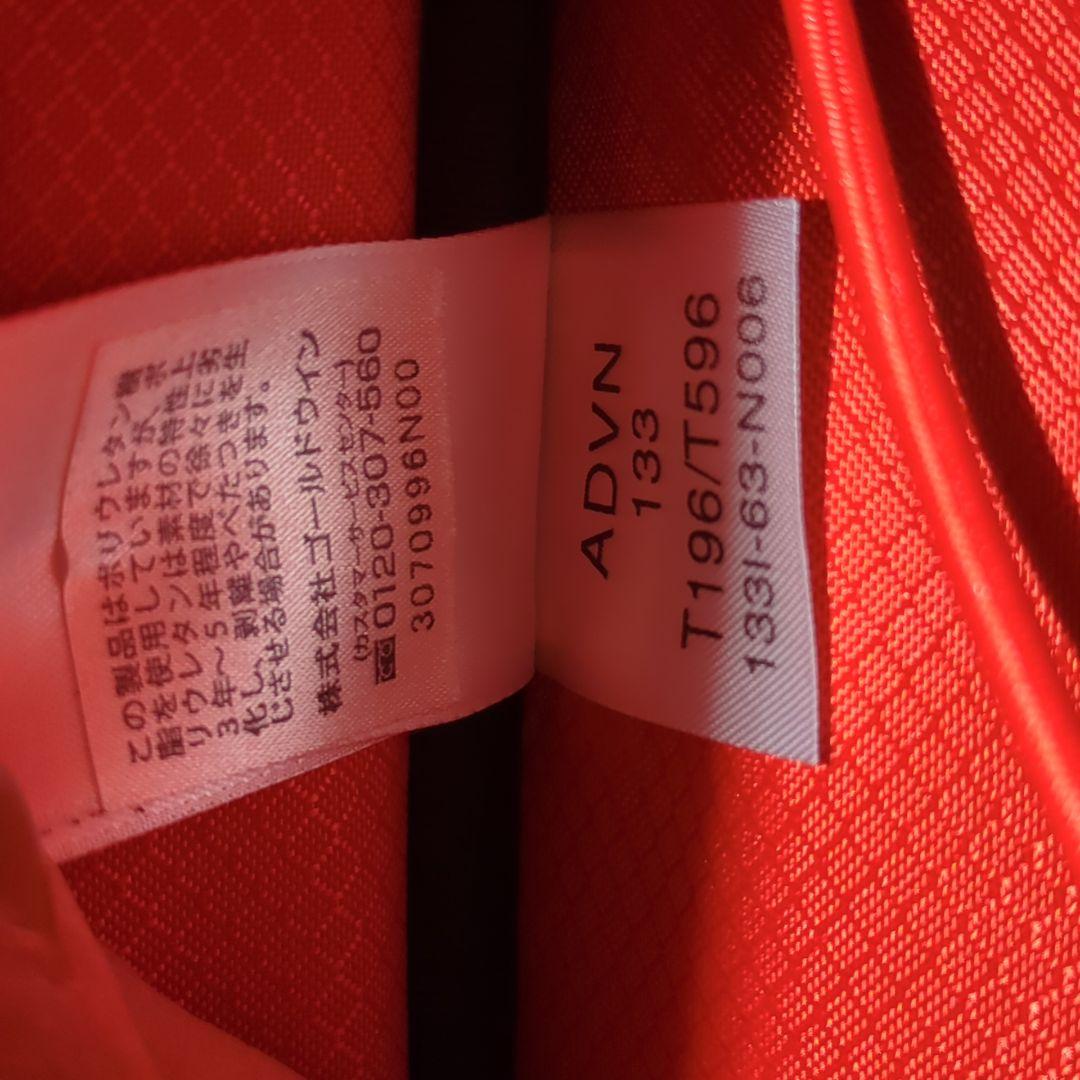 この製品はポリウレタン樹
脂を使用していますが、ポ
リウレタンは素材の特性上
3年〜5年程度で徐々に劣
化し、剥離やべたつきを生
じさせる場合があります。
株式会社ゴールドウイン
(カスタマーサービスセンター)
0120-307-560
3070996N00
ADVN
133
T196/T596
133I-63-N006